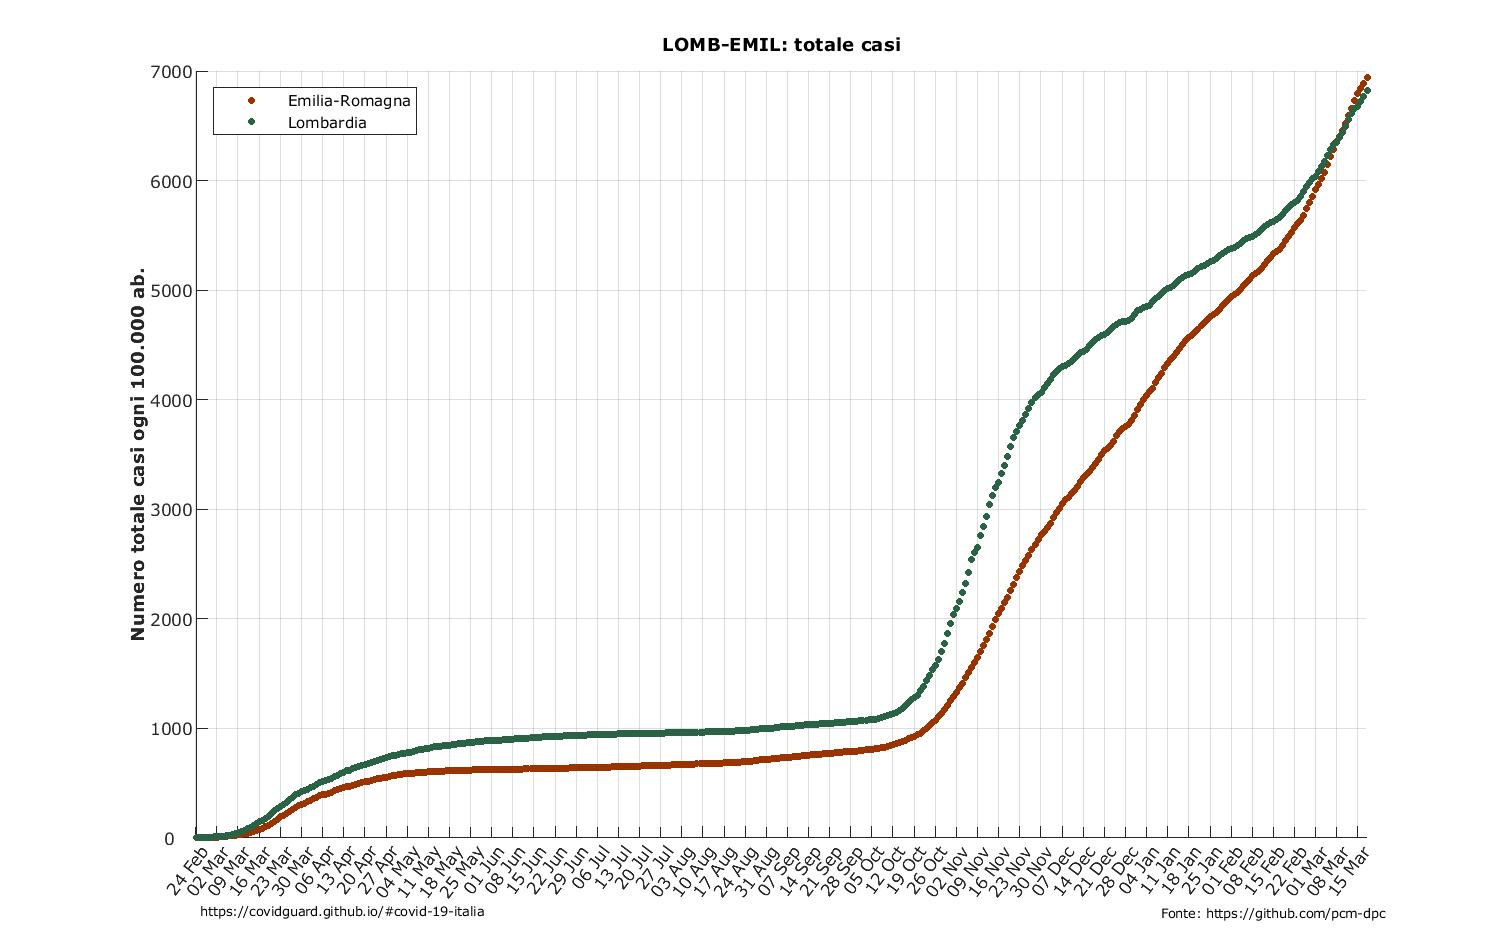 LOMB-EMIL: totale casi
Numero totale casi ogni 100.000 ab.
7000
6000
5000
4000
3000
2000
1000
0
Emilia-Romagna
Lombardia
24 Feb
02 Mar
09 Mar
16 Mar
23 Mar
30 Mar
06 Apr
13 Apr
20 Apr
27 Apr
04 May
11 May
18 May
25 May
01 Jun
08 Jun
15 Jun
22 Jun
29 Jun
06 Jul
13 Jul
20 Jul
27 Jul
03 Aug
10 Aug
17 Aug
24 Aug
31 Aug
07 Sep
14 Sep
21 Sep
28 Sep
05 Oct
12 Oct
19 Oct
26 Oct
02 Nov
09 Nov
16 Nov
23 Nov
30 Nov
07 Dec
14 Dec
21 Dec
28 Dec
04 Jan
11 Jan
18 Jan
25 Jan
01 Feb
08 Feb
15 Feb
22 Feb
01 Mar
08 Mar
15 Mar
https://covidguard.github.io/#covid-19-italia
Fonte: https://github.com/pcm-dpc